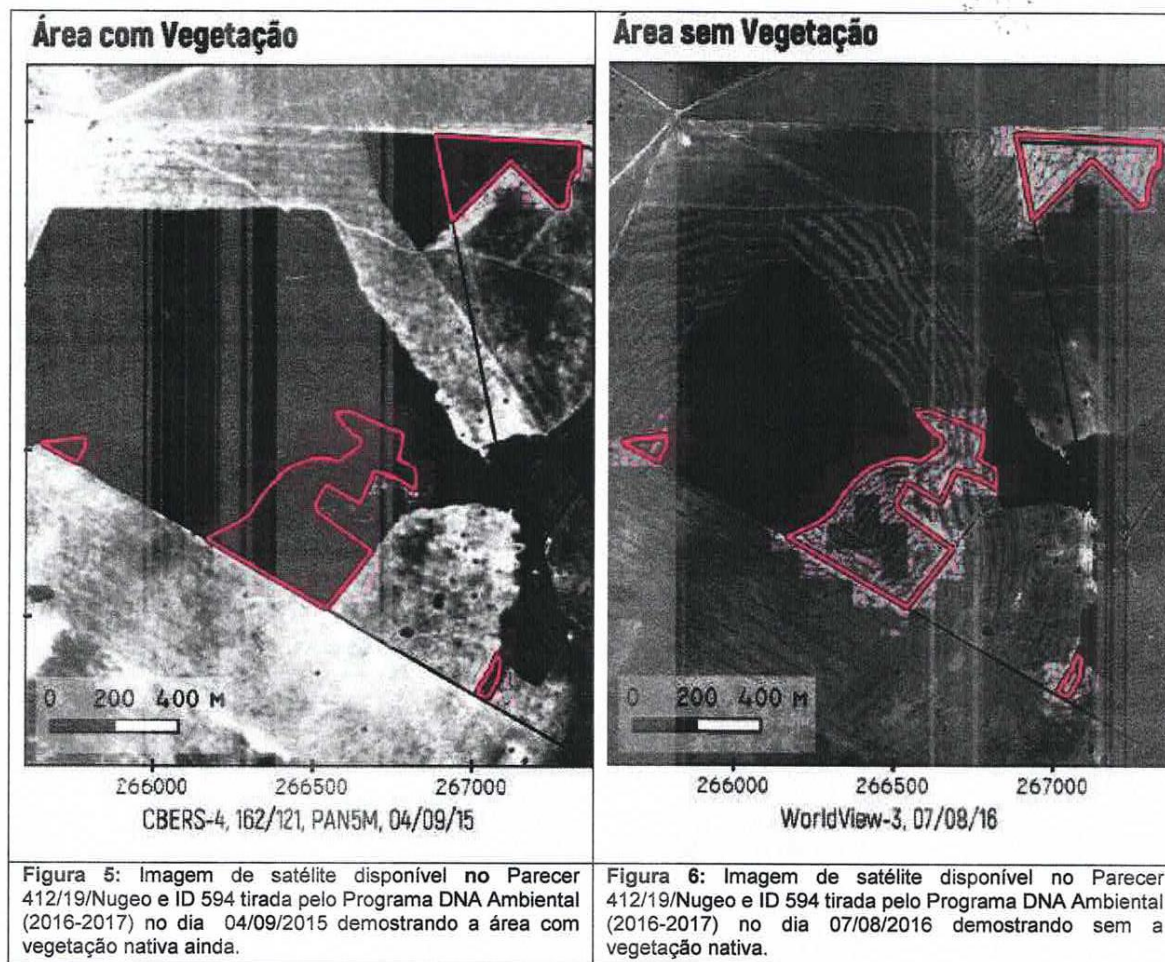 Área com Vegetação
0 200 400 M
266000 266500 267000
CBERS-4, 162/121, PAN5M, 04/09/15
Figura 5: Imagem de satélite disponível no Parecer
412/19/Nugeo e ID 594 tirada pelo Programa DNA Ambiental
(2016-2017) no dia 04/09/2015 demostrando a área com
vegetação nativa ainda.
Área sem Vegetação
0 200 400 M
266000 266500 267000
WorldView-3, 07/08/16
Figura 6: Imagem de satélite disponível no Parecer
412/19/Nugeo e ID 594 tirada pelo Programa DNA Ambiental
(2016-2017) no dia 07/08/2016 demostrando sem a
vegetação nativa.